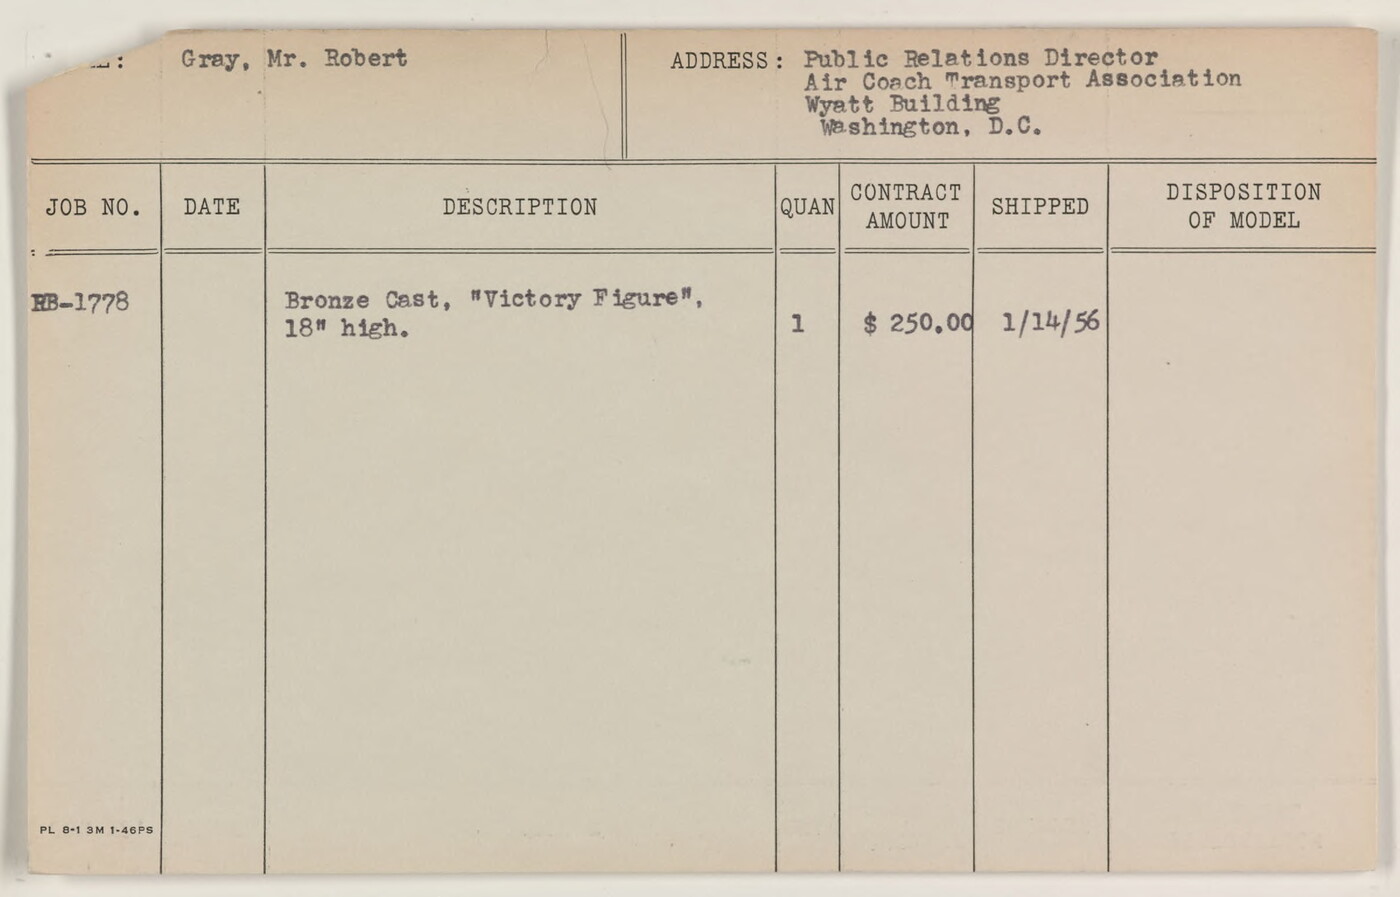 Gray, Mr. Robert
ADDRESS: Public Relations Director
Air Coach Transport Association
Wyatt Building
Washington, D.C.
JOB NO. DATE DESCRIPTION QUAN CONTRACT AMOUNT SHIPPED DISPOSITION OF MODEL
RB-1778 Bronze Cast, "Victory Figure",
18" high. 1 $ 250.00 1/14/56
PL 8-1 3M 1-46PS